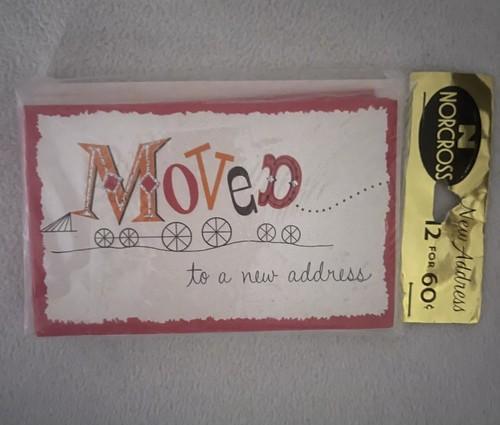 MOVeD
to a new address
N
NORCROSS
New Address
12 FOR 60¢